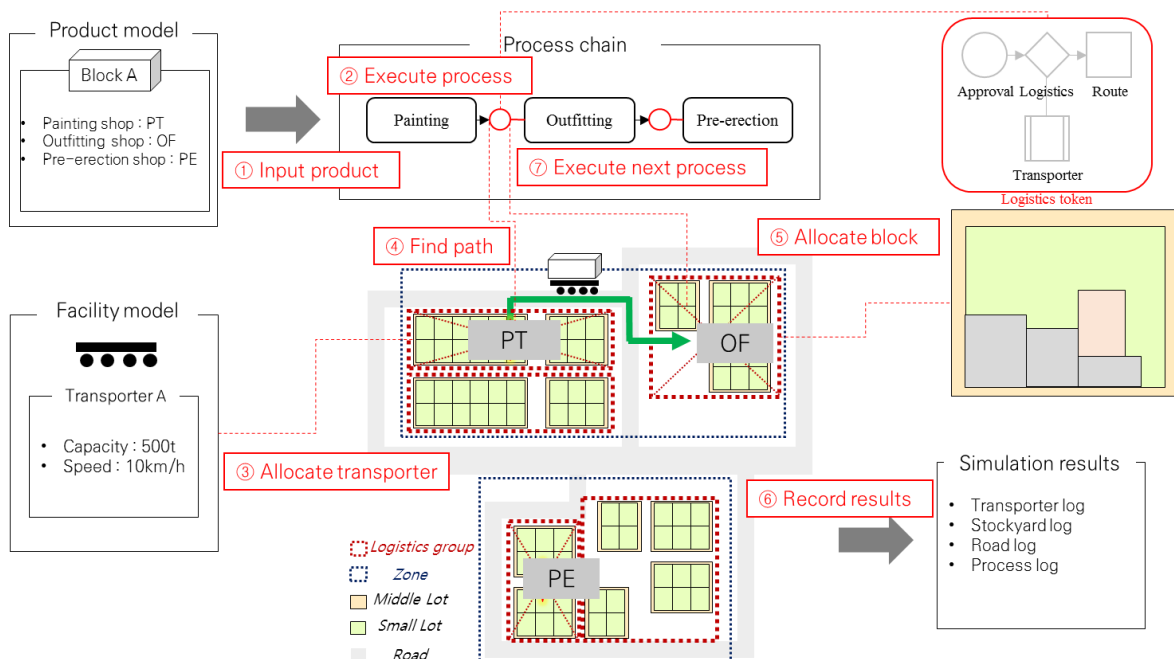 Product model
Block A
• Painting shop : PT
• Outfitting shop : OF
• Pre-erection shop : PE
① Input product
Process chain
② Execute process
Painting
Outfitting
Pre-erection
⑦ Execute next process
Approval
Logistics
Route
Transporter
Logistics token
④ Find path
⑤ Allocate block
PT
OF
Facility model
Transporter A
• Capacity : 500t
• Speed : 10km/h
③ Allocate transporter
PE
Logistics group
Zone
Middle Lot
Small Lot
Road
⑥ Record results
Simulation results
• Transporter log
• Stockyard log
• Road log
• Process log